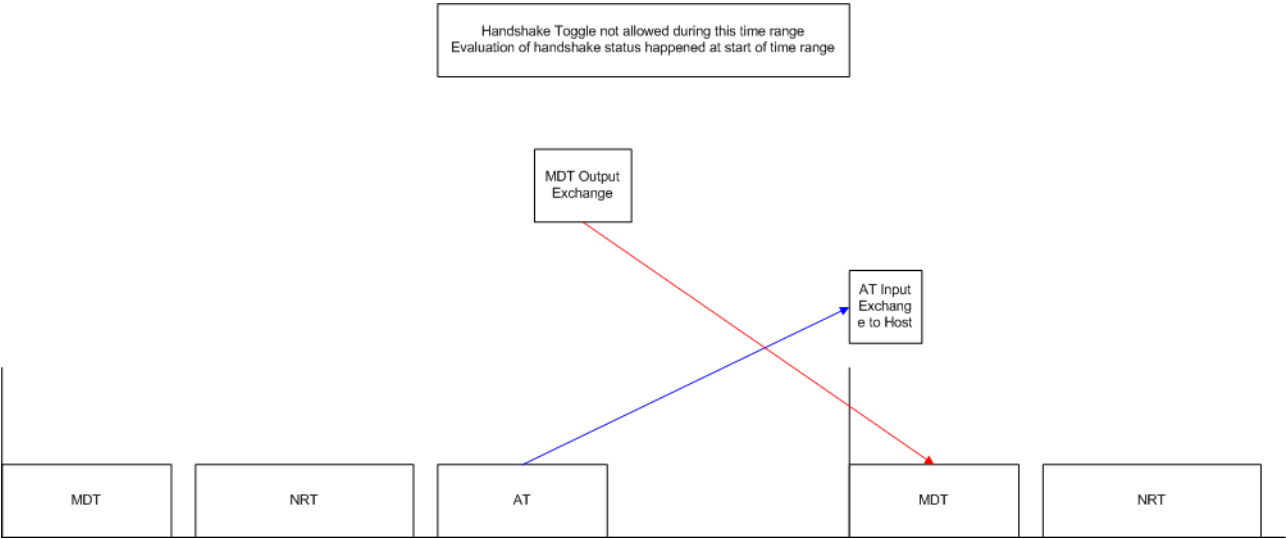 Handshake Toggle not allowed during this time range
Evaluation of handshake status happened at start of time range
MDT Output
Exchange
AT Input
Exchang
e to Host
MDT
NRT
AT
MDT
NRT